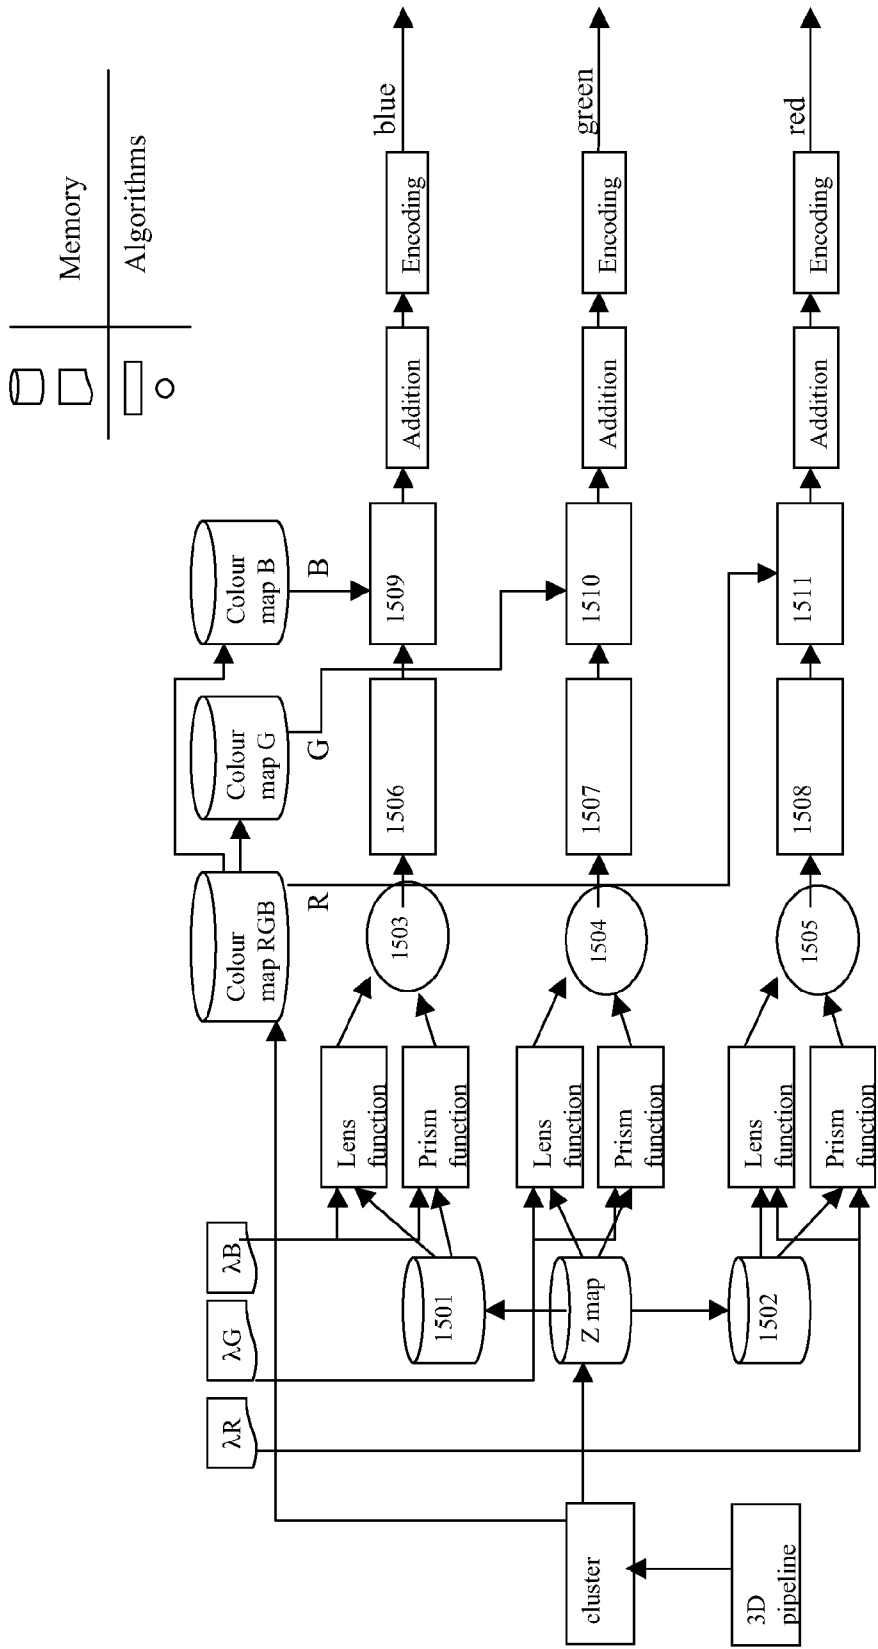 Memory
Algorithms
Colour
map RGB
Colour
map G
Colour
map B
R
G
B
λR
λG
λB
3D
pipeline
cluster
1501
Z map
1502
Lens
function
Prism
function
1503
1506
1509
Addition
Encoding
blue
Lens
function
Prism
function
1504
1507
1510
Addition
Encoding
green
Lens
function
Prism
function
1505
1508
1511
Addition
Encoding
red